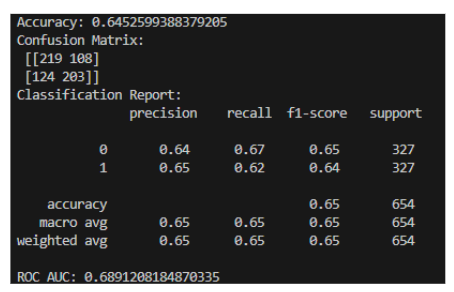 Accuracy: 0.6452599388379205
Confusion Matrix:
[[219 108]
[124 203]]
Classification Report:
precision recall f1-score support
0 0.64 0.67 0.65 327
1 0.65 0.62 0.64 327
accuracy 0.65 654
macro avg 0.65 0.65 0.65 654
weighted avg 0.65 0.65 0.65 654
ROC AUC: 0.6891208184870335